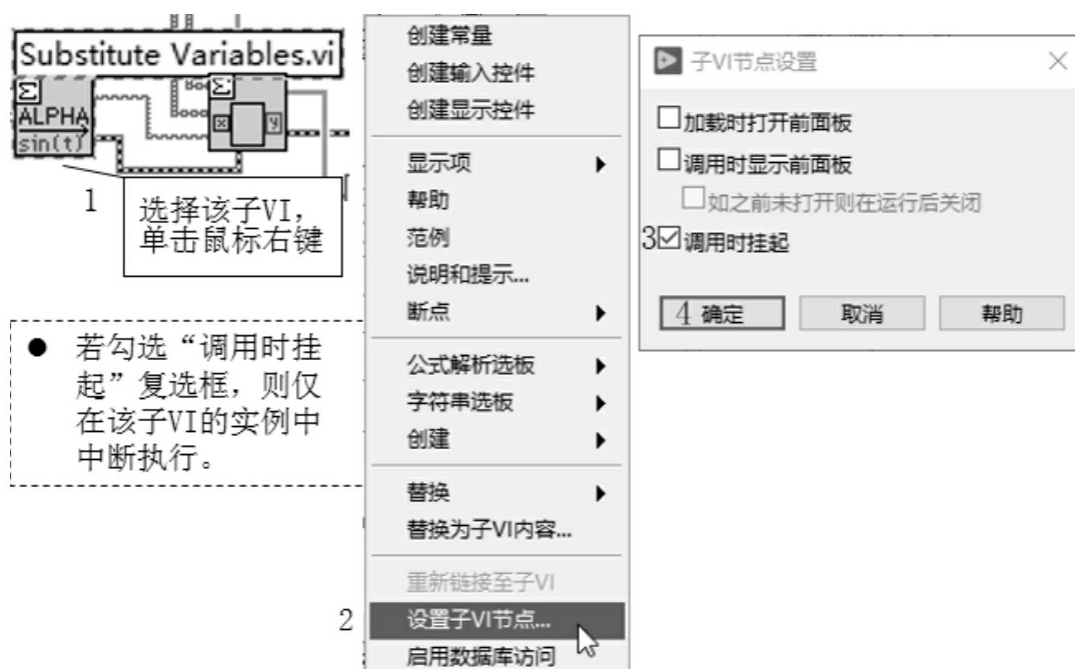 Substitute Variables.vi
Σ
ALPHA
sin(t)
Σ
x
y
1
选择该子VI,
单击鼠标右键
● 若勾选“调用时挂
起”复选框，则仅
在该子VI的实例中
中断执行。
创建常量
创建输入控件
创建显示控件
显示项
帮助
范例
说明和提示...
断点
公式解析选板
字符串选板
创建
替换
替换为子VI内容...
重新链接至子VI
2 设置子VI节点...
启用数据库访问
子VI节点设置
加载时打开前面板
调用时显示前面板
如之前未打开则在运行后关闭
3 调用时挂起
4 确定
取消
帮助